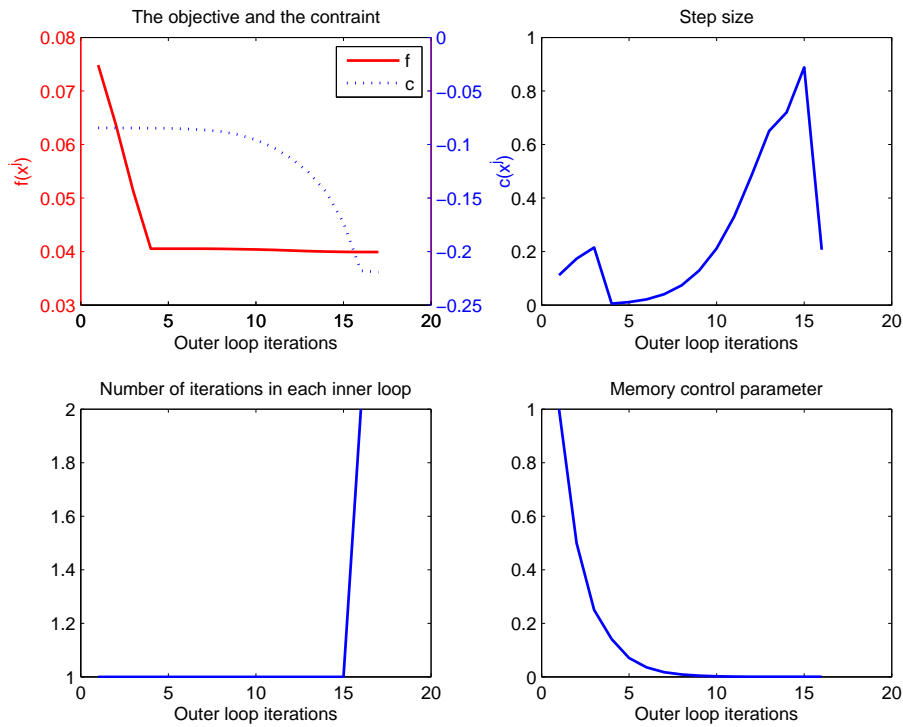 The objective and the contraint
0.08
0.07
0.06
0.05
0.04
0.03
f(x^j)
0
−0.05
−0.1
−0.15
−0.2
−0.25
c(x^j)
f
c
0 5 10 15 20
Outer loop iterations
Step size
1
0.8
0.6
0.4
0.2
0
0 5 10 15 20
Outer loop iterations
Number of iterations in each inner loop
2
1.8
1.6
1.4
1.2
1
0 5 10 15 20
Outer loop iterations
Memory control parameter
1
0.8
0.6
0.4
0.2
0
0 5 10 15 20
Outer loop iterations